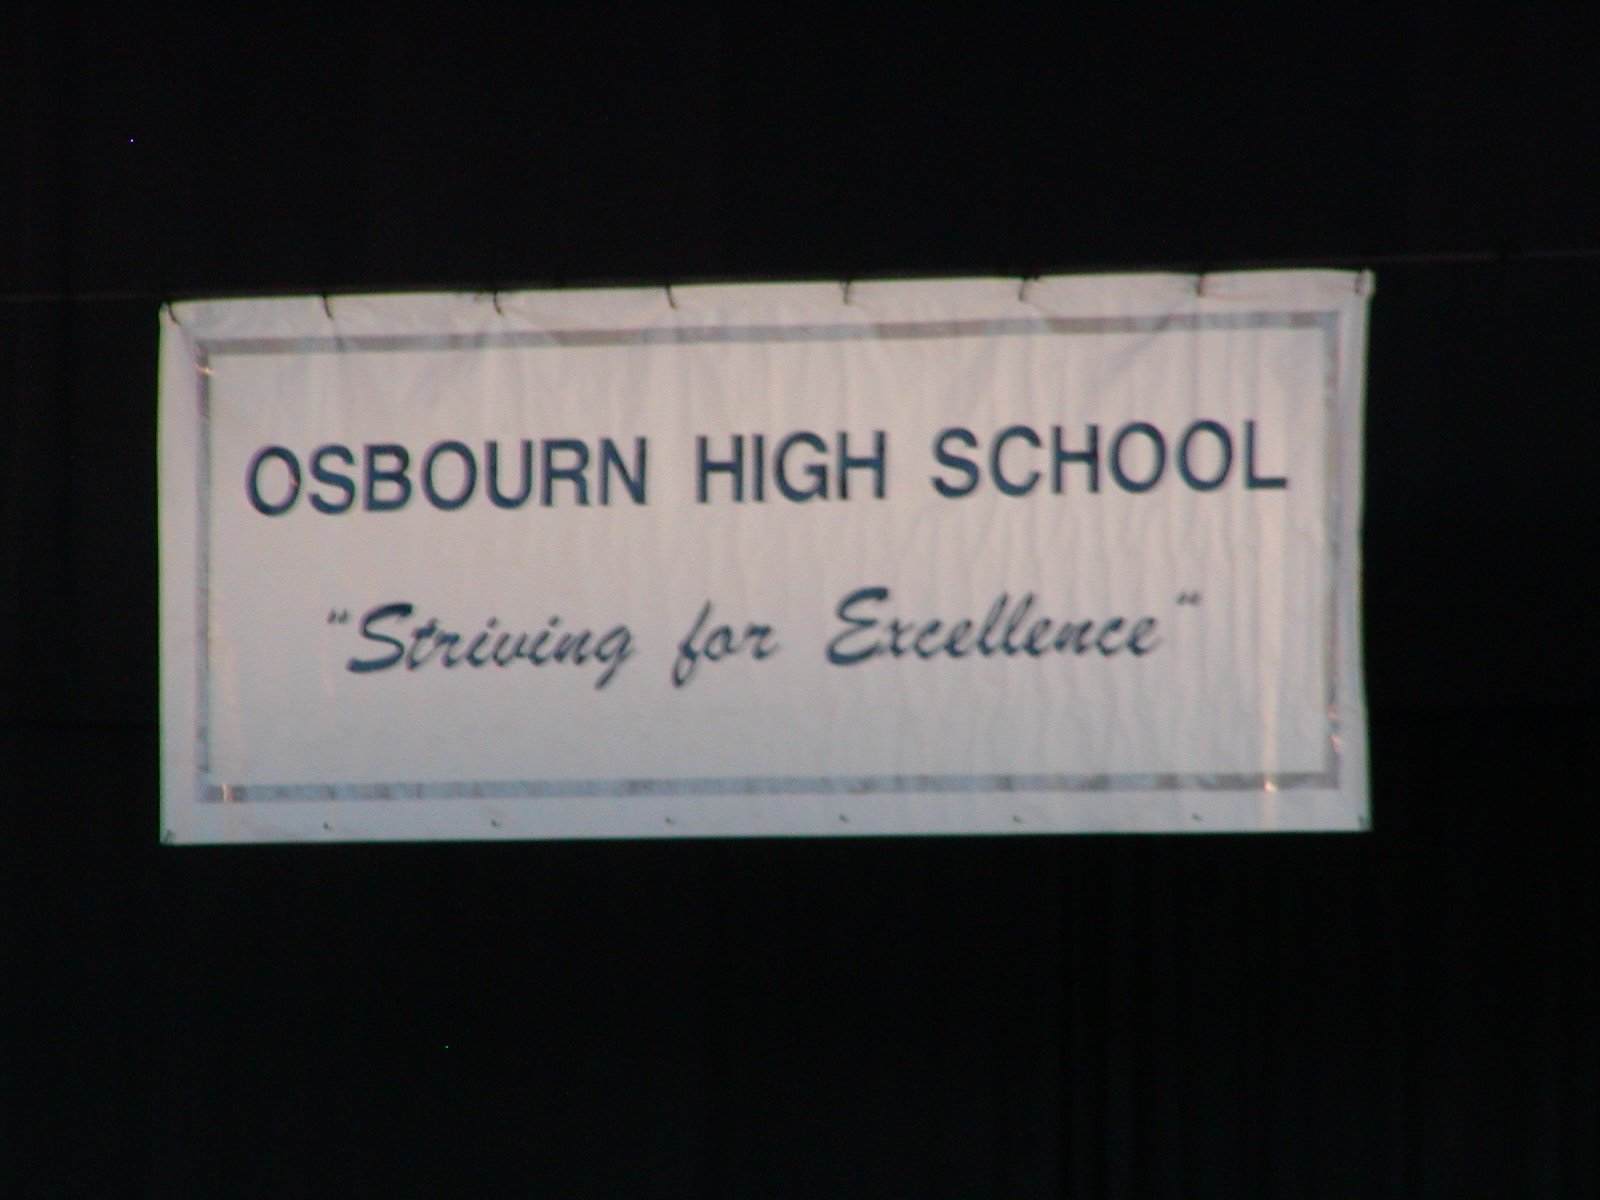 OSBOURN HIGH SCHOOL
"Striving for Excellence"